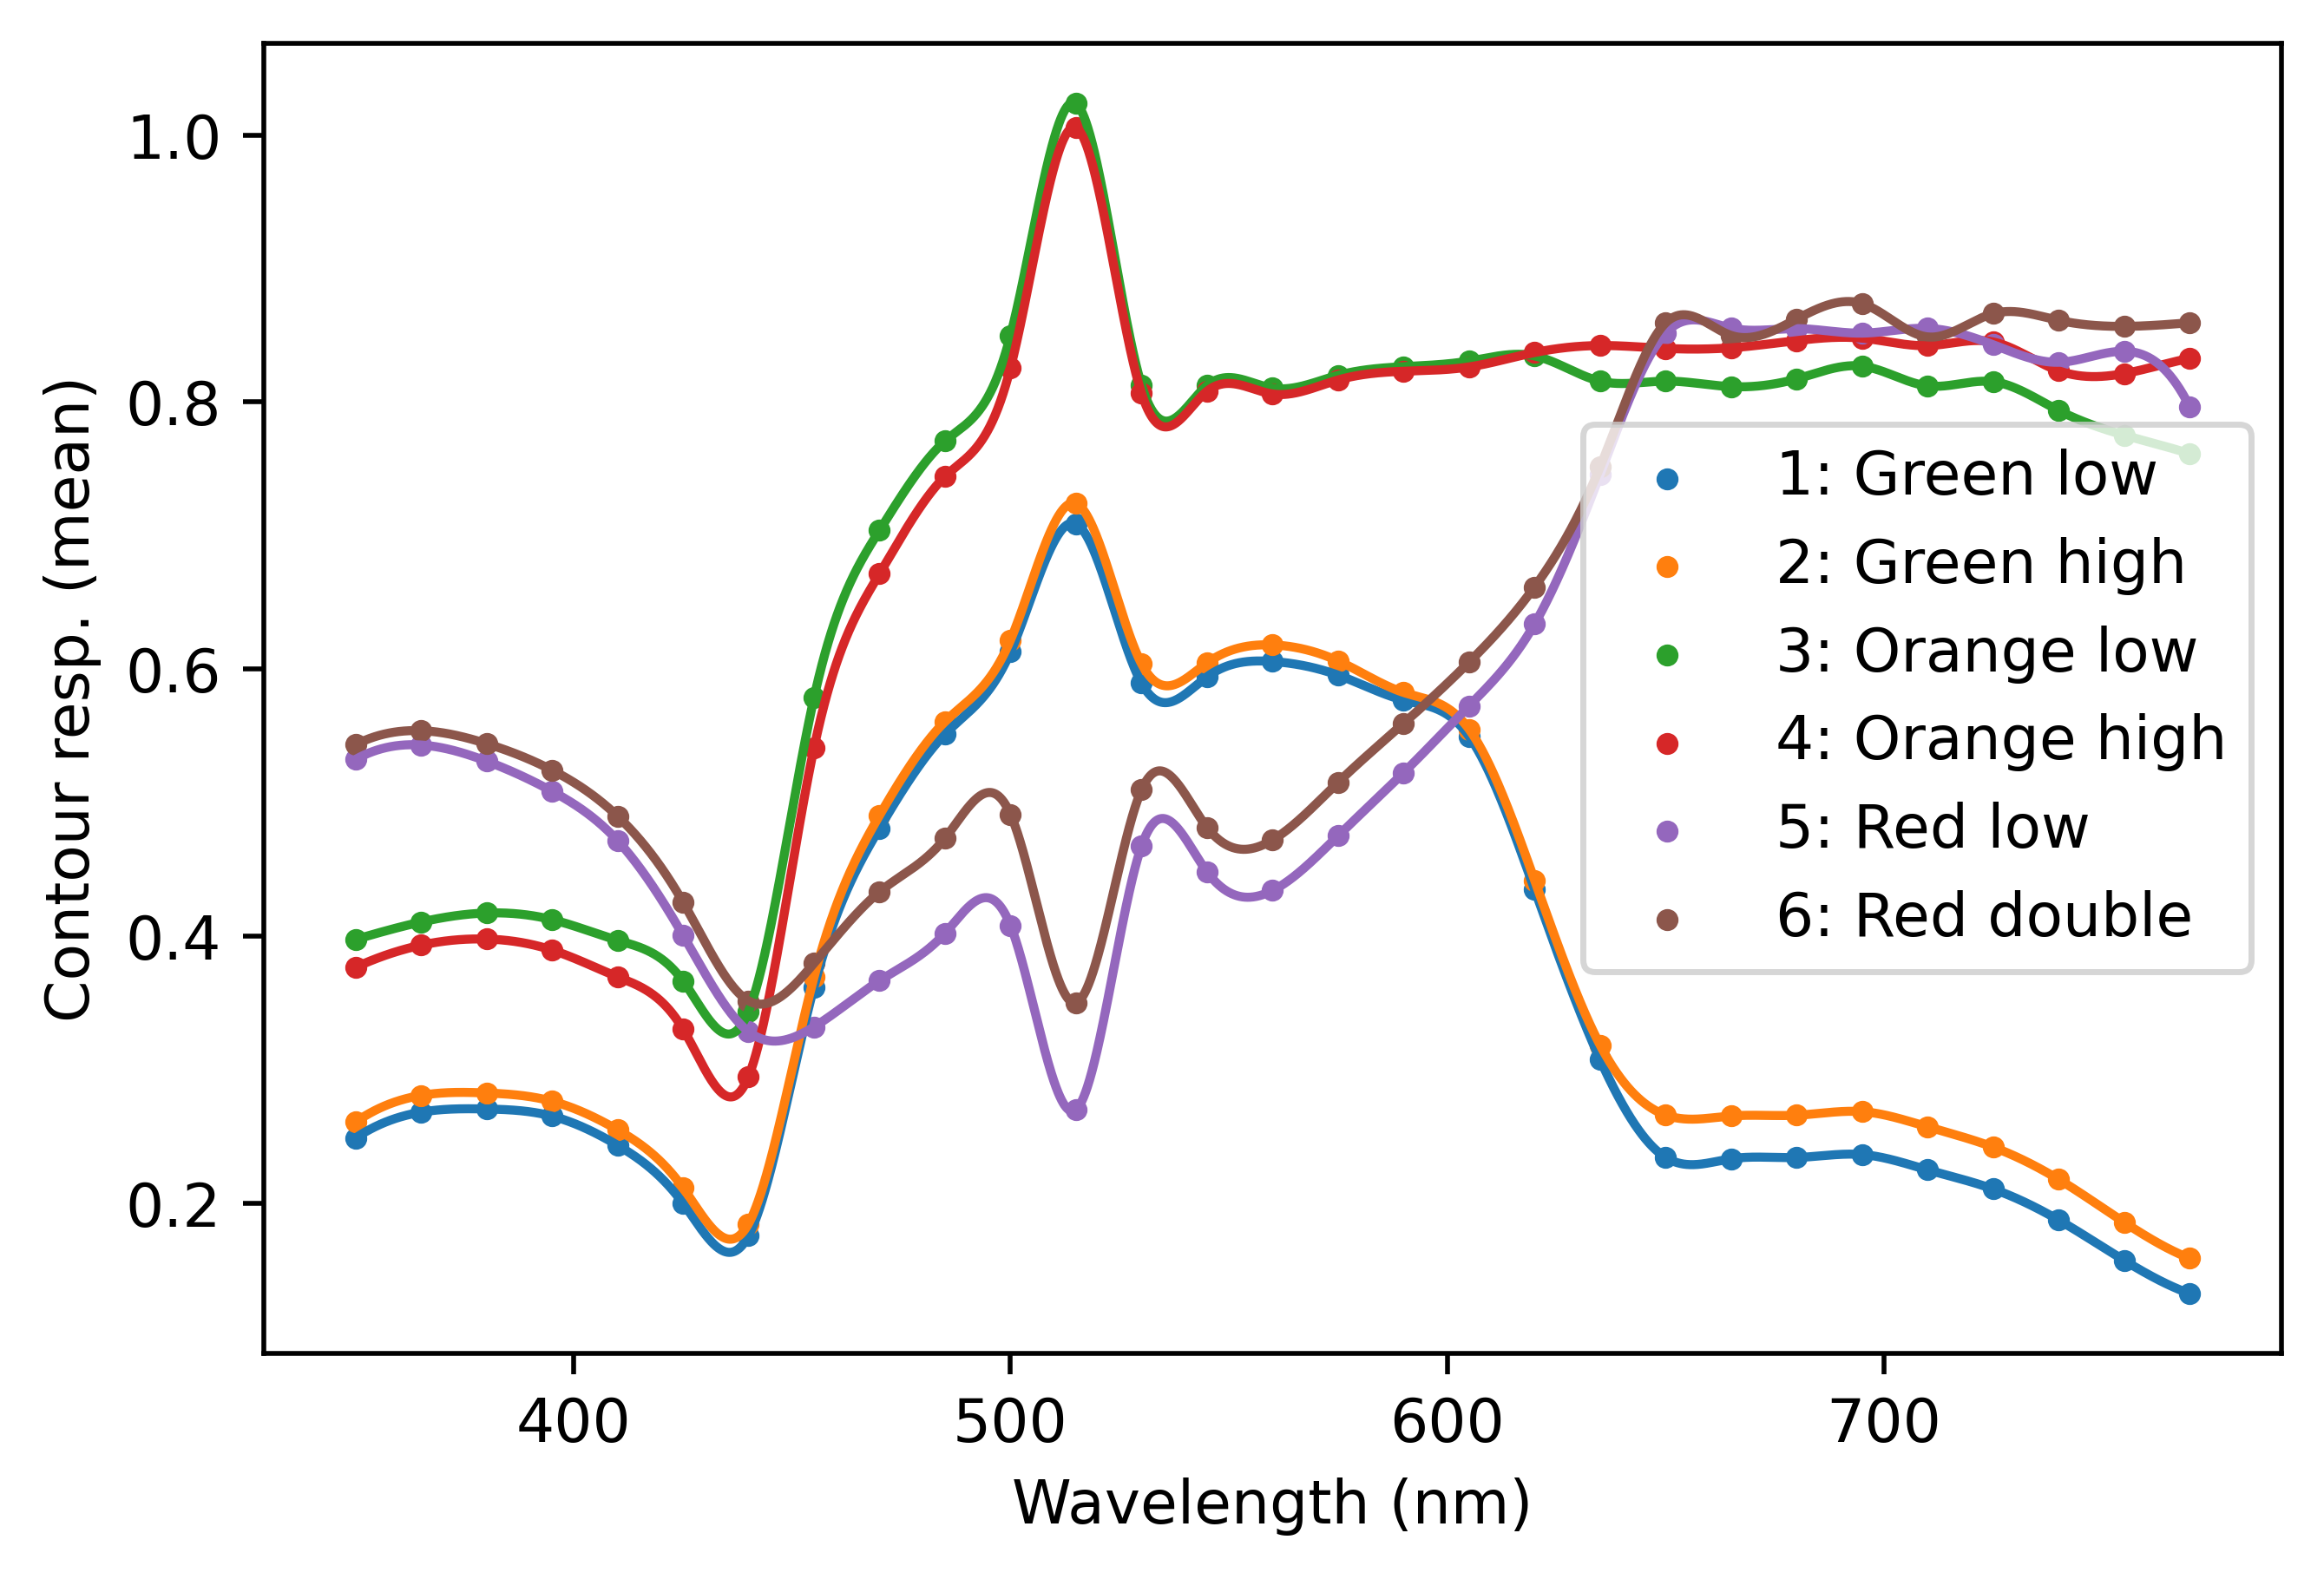 1.0
0.8
0.6
0.4
0.2
Contour resp. (mean)
1: Green low
2: Green high
3: Orange low
4: Orange high
5: Red low
6: Red double
400 500 600 700
Wavelength (nm)